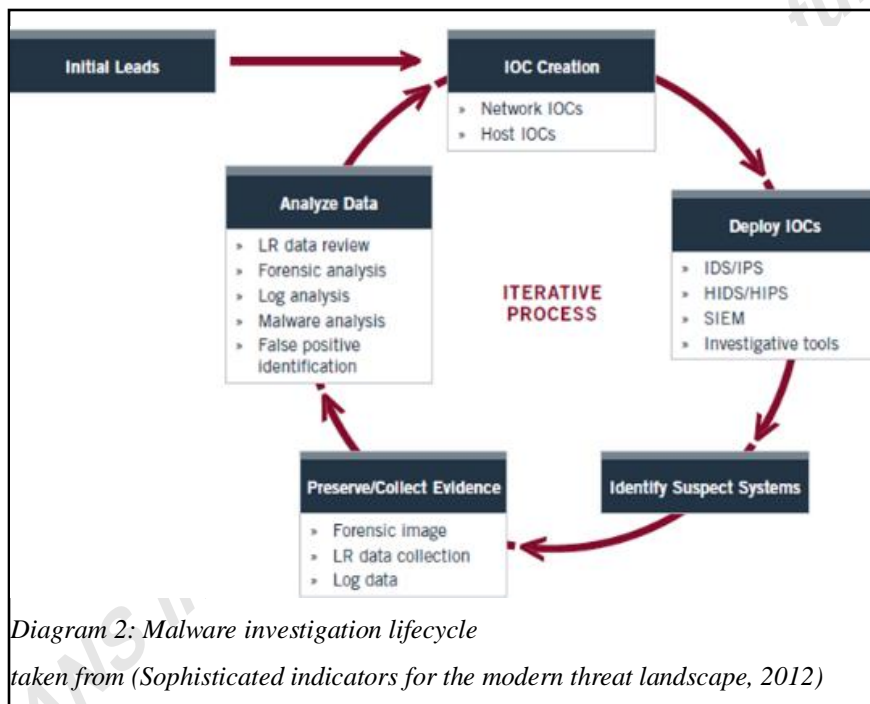 Initial Leads
IOC Creation
» Network IOCs
» Host IOCs
Analyze Data
» LR data review
» Forensic analysis
» Log analysis
» Malware analysis
» False positive
identification
Deploy IOCs
» IDS/IPS
» HIDS/HIPS
» SIEM
» Investigative tools
ITERATIVE
PROCESS
Preserve/Collect Evidence
» Forensic image
» LR data collection
» Log data
Identify Suspect Systems
Diagram 2: Malware investigation lifecycle
taken from (Sophisticated indicators for the modern threat landscape, 2012)